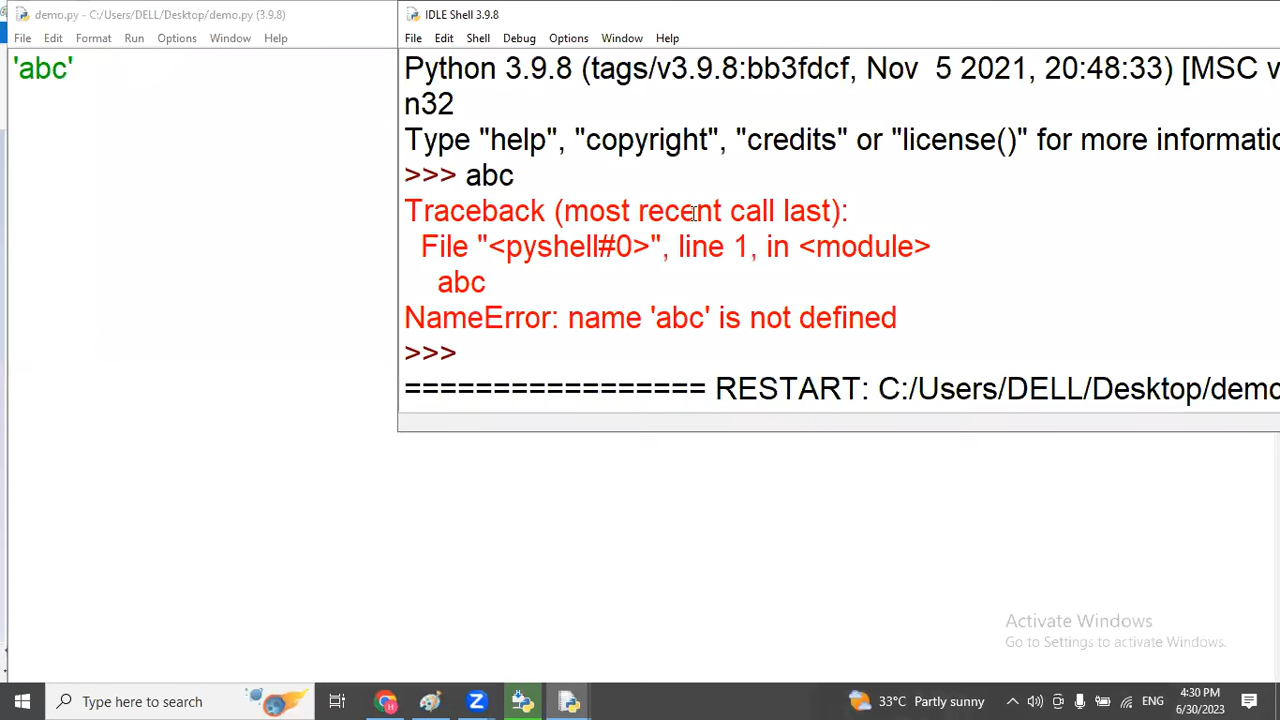 demo.py - C:/Users/DELL/Desktop/demo.py (3.9.8)
File Edit Format Run Options Window Help
'abc'
IDLE Shell 3.9.8
File Edit Shell Debug Options Window Help
Python 3.9.8 (tags/v3.9.8:bb3fdcf, Nov 5 2021, 20:48:33) [MSC v
n32
Type "help", "copyright", "credits" or "license()" for more informatio
>>> abc
Traceback (most recent call last):
File "<pyshell#0>", line 1, in <module>
abc
NameError: name 'abc' is not defined
>>>
================= RESTART: C:/Users/DELL/Desktop/demo
Activate Windows
Go to Settings to activate Windows.
Type here to search
33°C Partly sunny
ENG
4:30 PM
6/30/2023